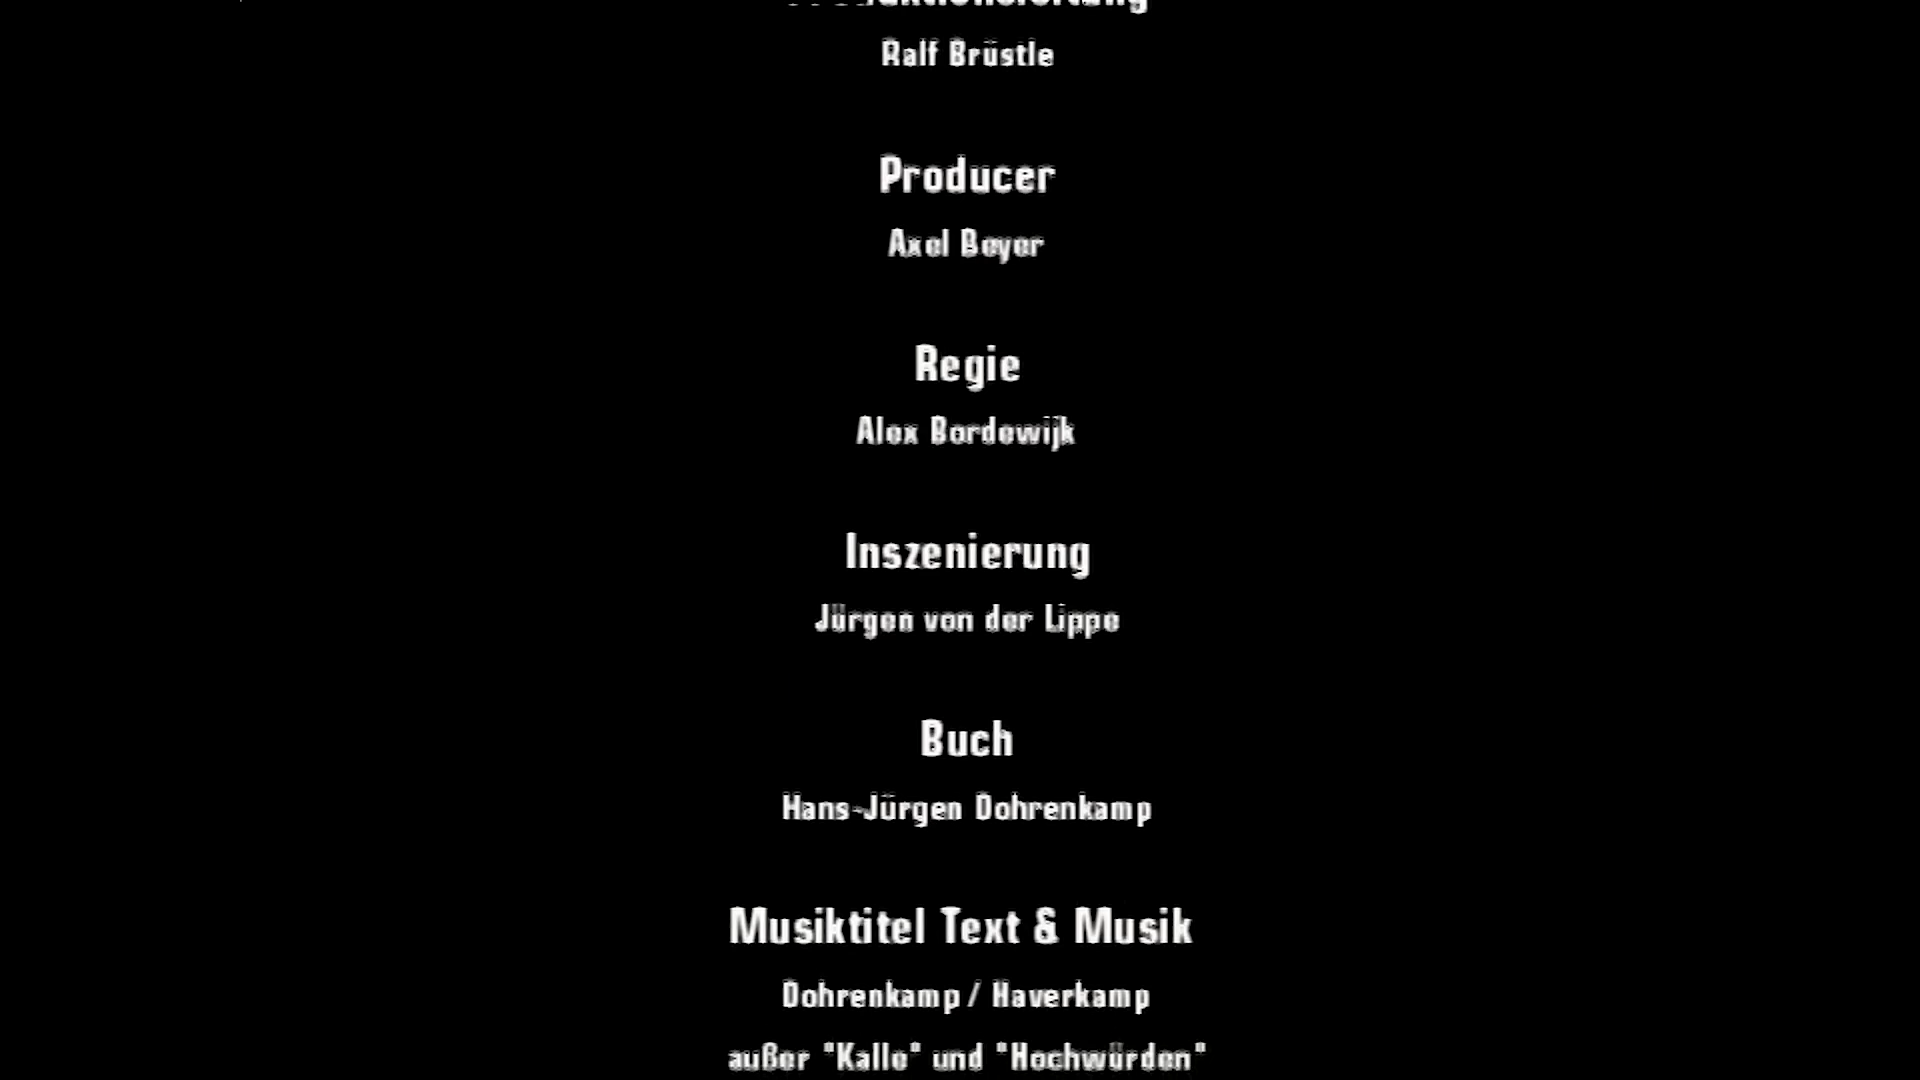 Ralf Brüstle
Producer
Axel Beyer
Regie
Alex Bordewijk
Inszenierung
Jürgen von der Lippe
Buch
Hans-Jürgen Dohrenkamp
Musiktitel Text & Musik
Dohrenkamp / Haverkamp
außer "Kalle" und "Hochwürden"